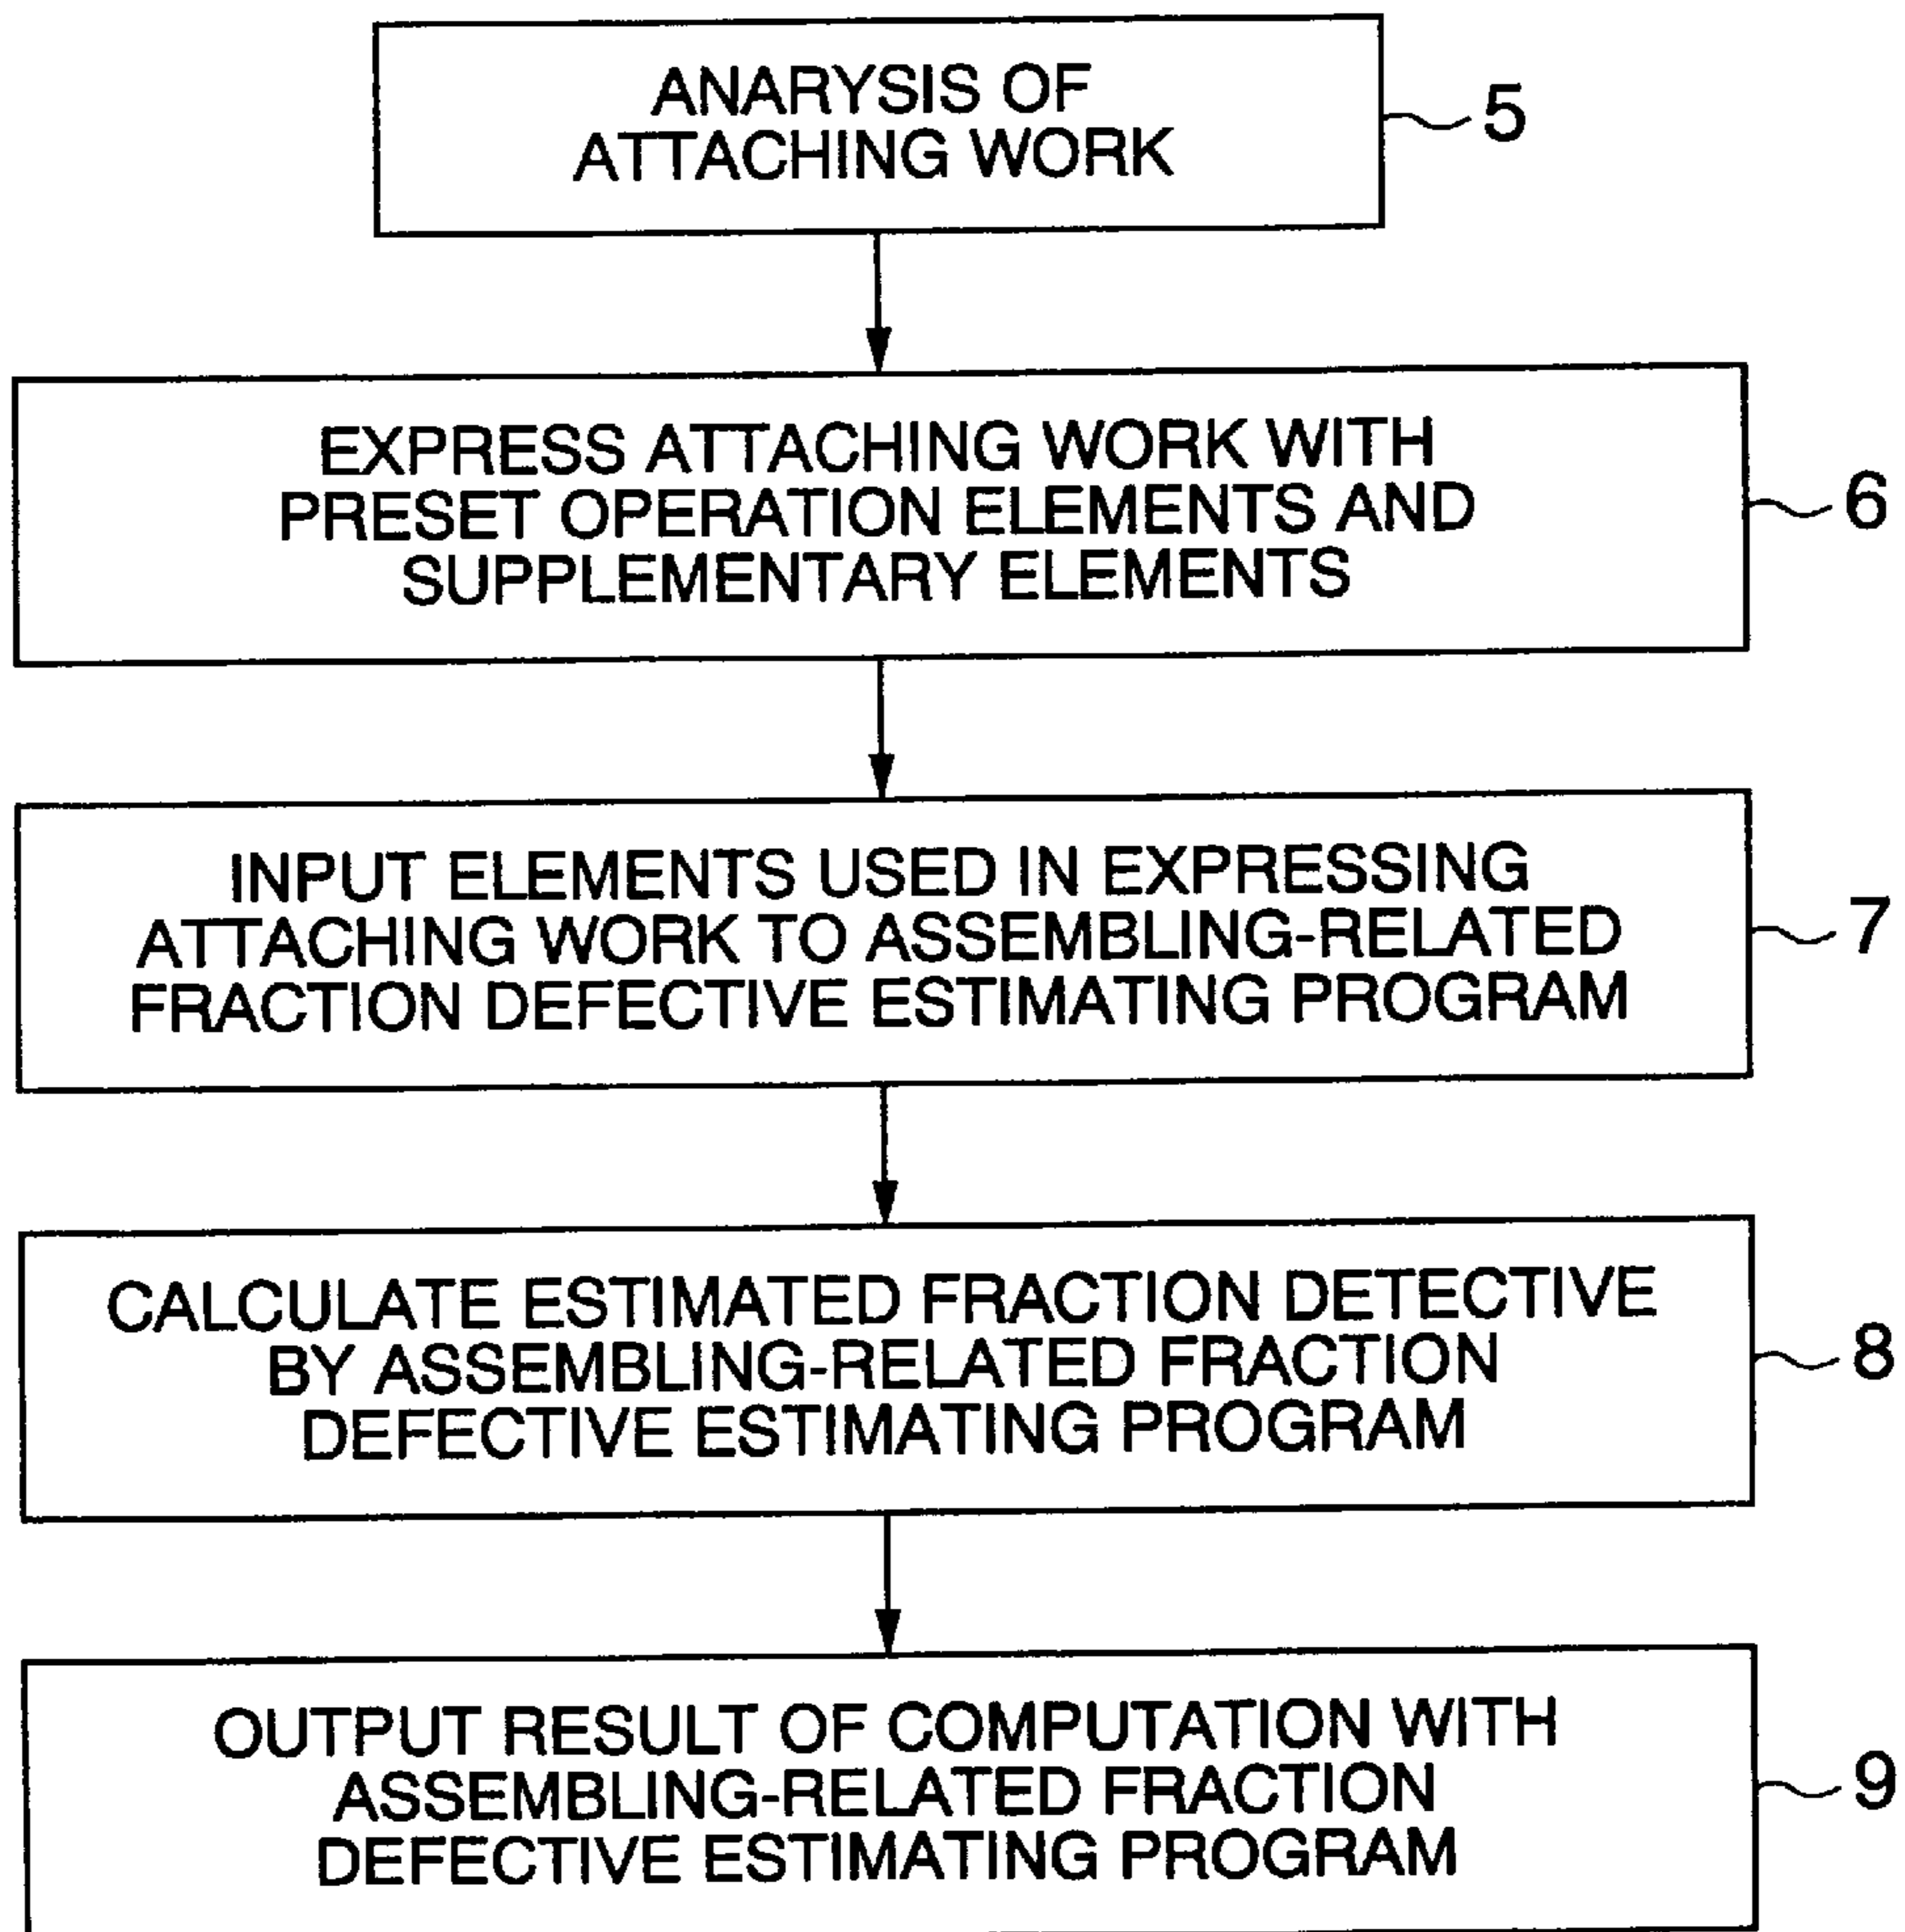 ANARYSIS OF
ATTACHING WORK
5
EXPRESS ATTACHING WORK WITH
PRESET OPERATION ELEMENTS AND
SUPPLEMENTARY ELEMENTS
6
INPUT ELEMENTS USED IN EXPRESSING
ATTACHING WORK TO ASSEMBLING-RELATED
FRACTION DEFECTIVE ESTIMATING PROGRAM
7
CALCULATE ESTIMATED FRACTION DETECTIVE
BY ASSEMBLING-RELATED FRACTION
DEFECTIVE ESTIMATING PROGRAM
8
OUTPUT RESULT OF COMPUTATION WITH
ASSEMBLING-RELATED FRACTION
DEFECTIVE ESTIMATING PROGRAM
9